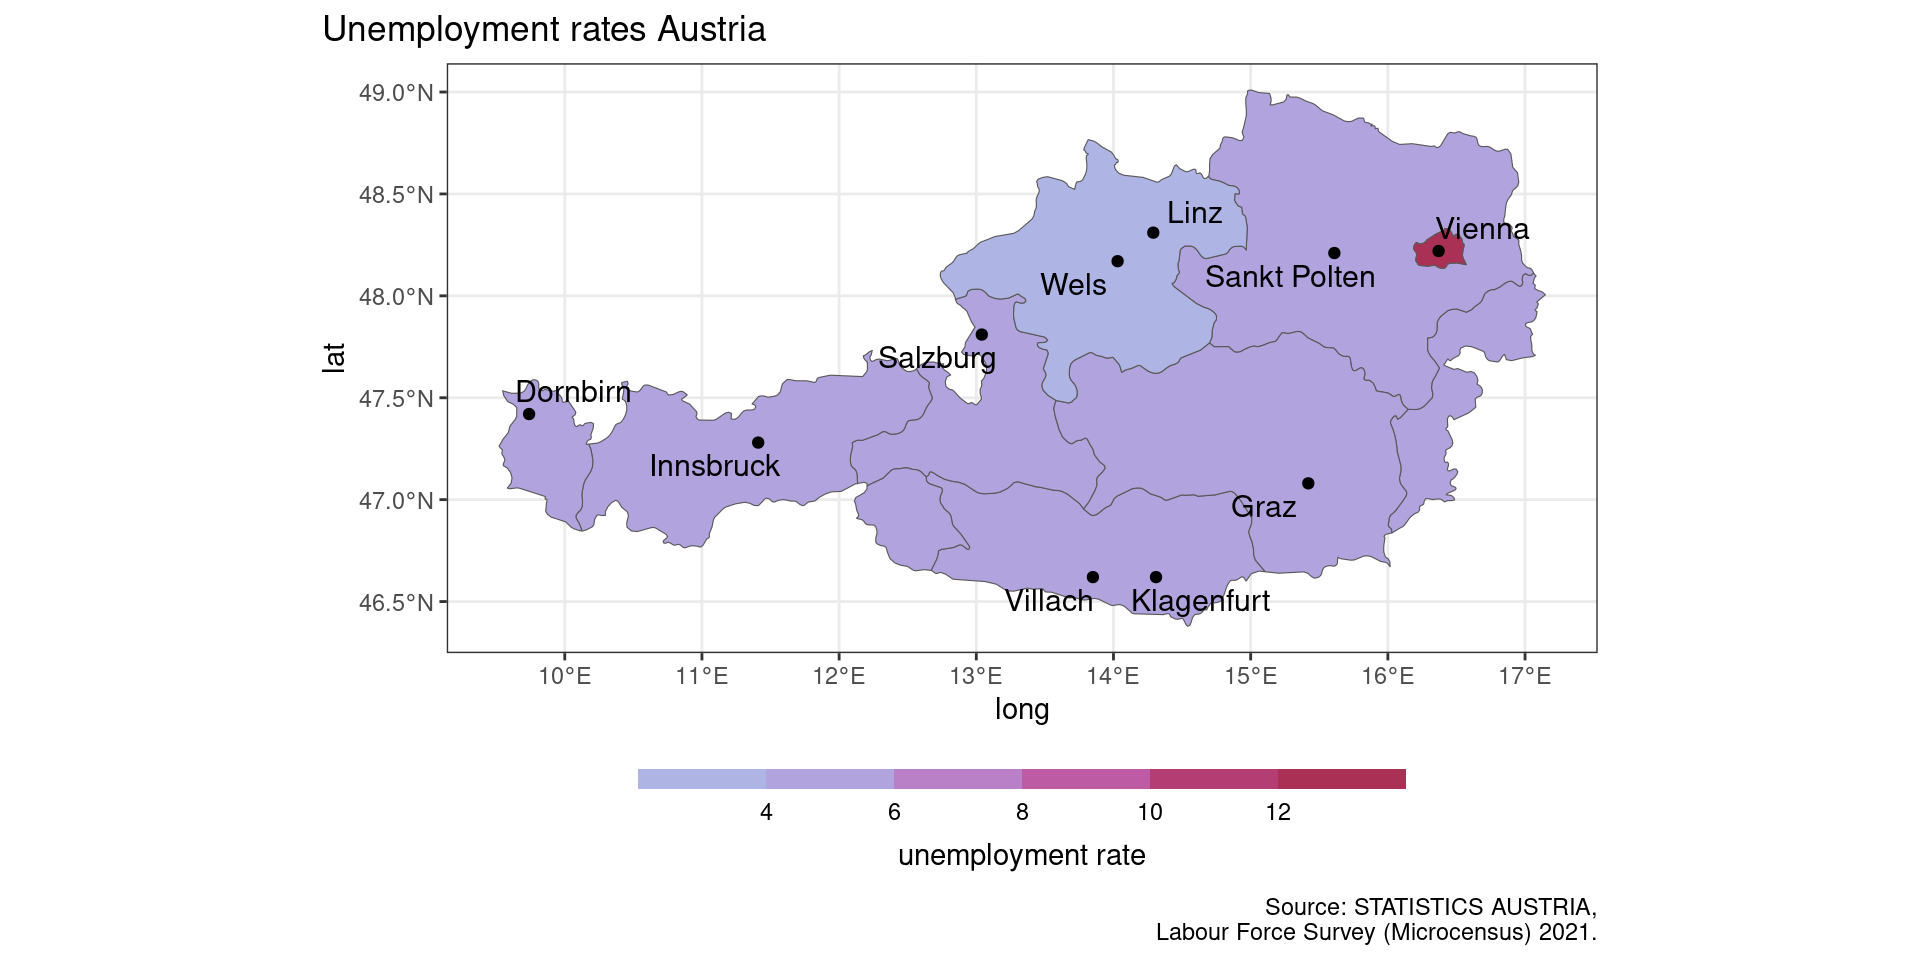 Unemployment rates Austria
49.0°N
48.5°N
48.0°N
47.5°N
47.0°N
46.5°N
lat
Linz
Vienna
Wels
Sankt Polten
Salzburg
Dornbirn
Innsbruck
Graz
Villach
Klagenfurt
10°E 11°E 12°E 13°E 14°E 15°E 16°E 17°E
long
4 6 8 10 12
unemployment rate
Source: STATISTICS AUSTRIA,
Labour Force Survey (Microcensus) 2021.